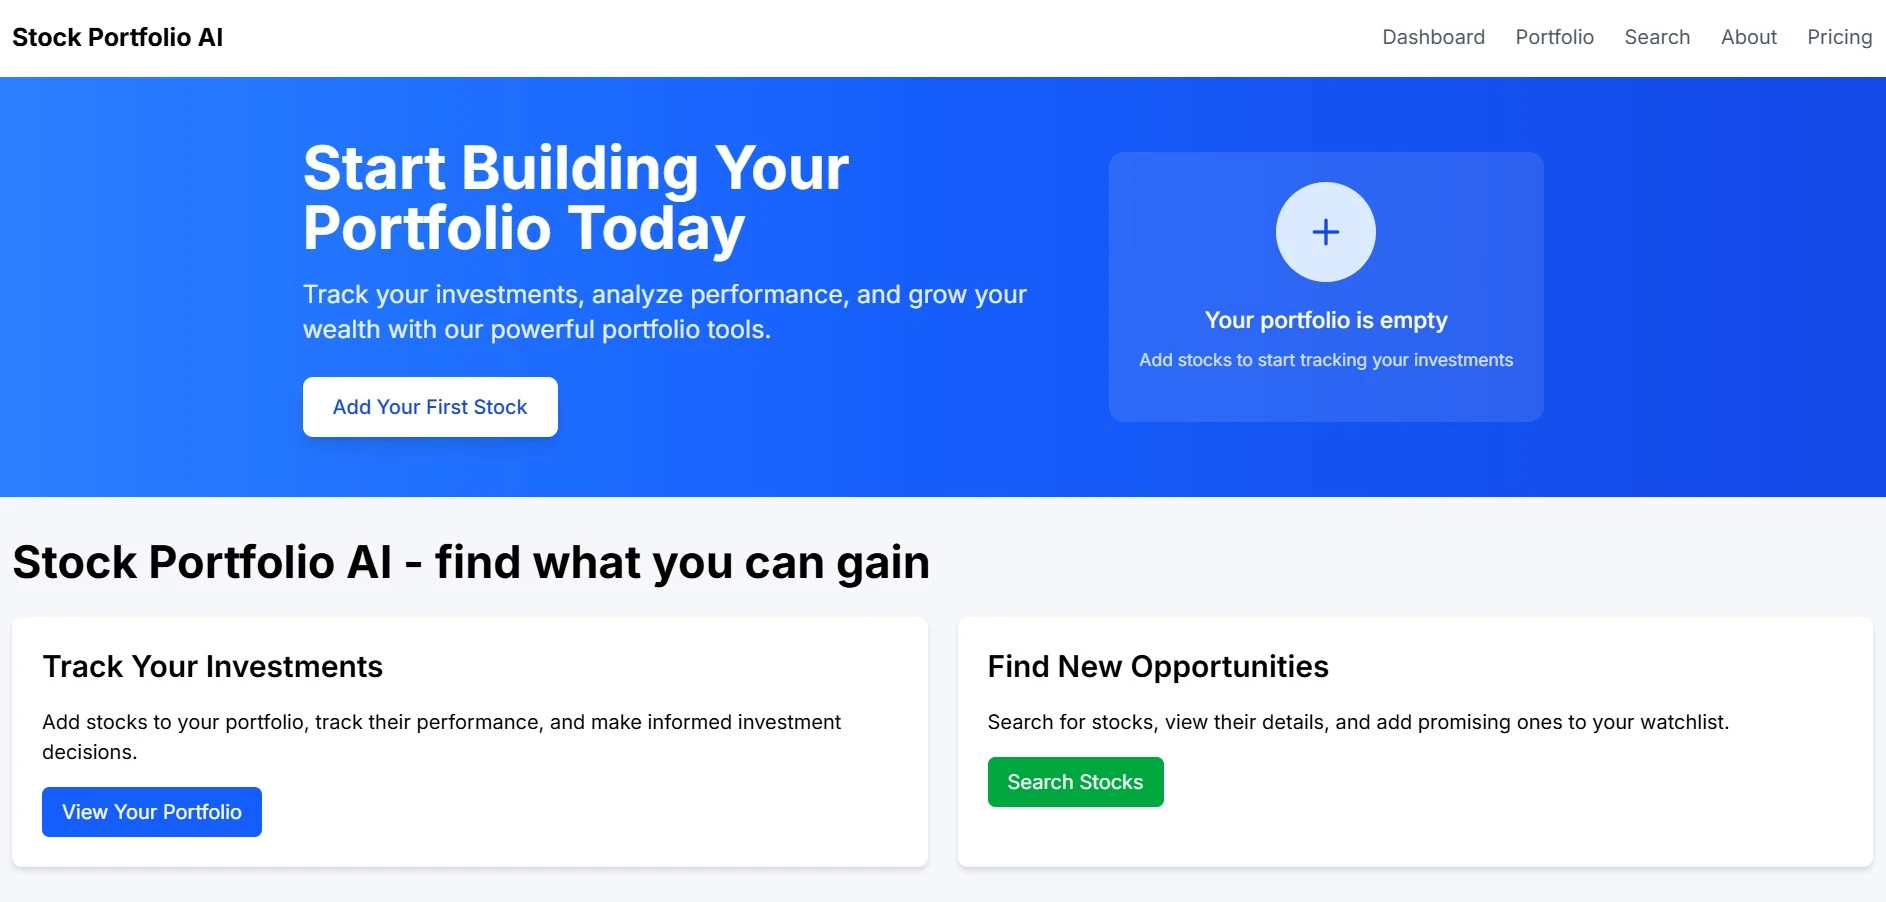 Stock Portfolio AI
Dashboard
Portfolio
Search
About
Pricing
Start Building Your
Portfolio Today
Track your investments, analyze performance, and grow your
wealth with our powerful portfolio tools.
Add Your First Stock
Your portfolio is empty
Add stocks to start tracking your investments
Stock Portfolio AI - find what you can gain
Track Your Investments
Add stocks to your portfolio, track their performance, and make informed investment
decisions.
View Your Portfolio
Find New Opportunities
Search for stocks, view their details, and add promising ones to your watchlist.
Search Stocks